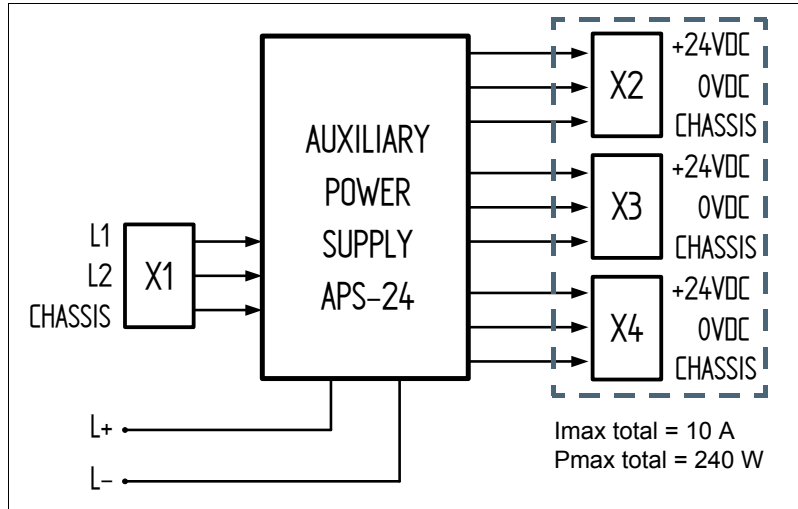 AUXILIARY
POWER
SUPPLY
APS-24
L1
L2
CHASSIS
X1
L+
L-
X2
+24VDC
0VDC
CHASSIS
X3
+24VDC
0VDC
CHASSIS
X4
+24VDC
0VDC
CHASSIS
Imax total = 10 A
Pmax total = 240 W